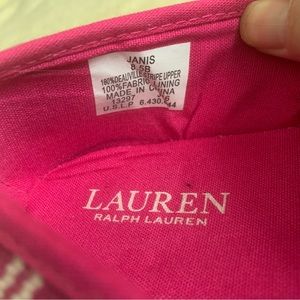 JANIS
8.5B
100%DEAUVILLE STRIPE UPPER
100%FABRIC LINING
MADE IN CHINA
13297
U.S.L.P. 6,430,844
LAUREN
RALPH LAUREN